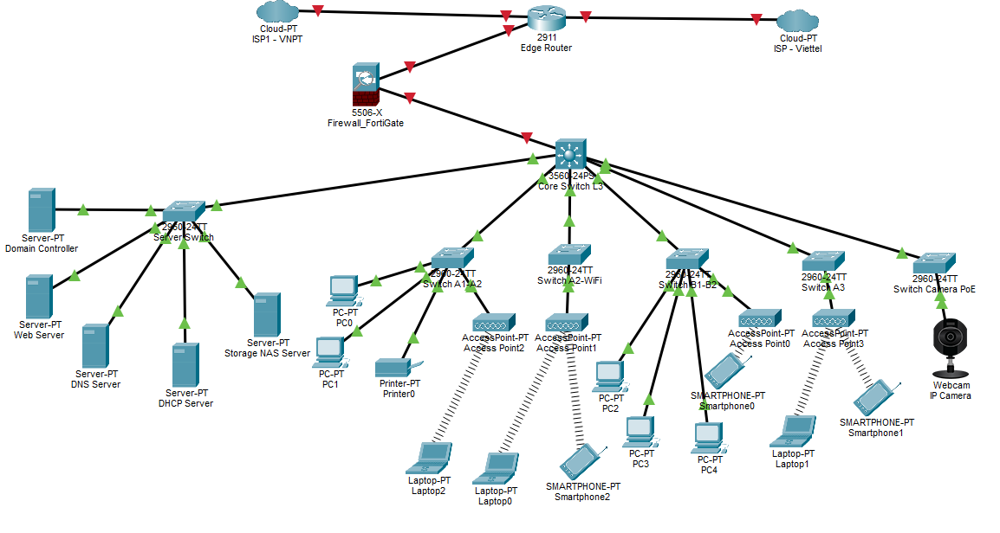 Cloud-PT
ISP1 - VNPT
2911
Edge Router
Cloud-PT
ISP - Viettel
5506-X
Firewall_FortiGate
3560-24PS
Core Switch L3
Server-PT
Domain Controller
2960-24TT
Server Switch
Server-PT
Web Server
Server-PT
DNS Server
Server-PT
DHCP Server
Server-PT
Storage NAS Server
2960-24TT
Switch A1-A2
PC-PT
PC0
PC-PT
PC1
Printer-PT
Printer0
AccessPoint-PT
Access Point2
2960-24TT
Switch A2-WiFi
AccessPoint-PT
Access Point1
2960-24TT
Switch B1-B2
AccessPoint-PT
Access Point0
2960-24TT
Switch A3
AccessPoint-PT
Access Point3
2960-24TT
Switch Camera PoE
Webcam
IP Camera
PC-PT
PC2
SMARTPHONE-PT
Smartphone0
SMARTPHONE-PT
Smartphone1
PC-PT
PC3
PC-PT
PC4
Laptop-PT
Laptop1
Laptop-PT
Laptop2
Laptop-PT
Laptop0
SMARTPHONE-PT
Smartphone2